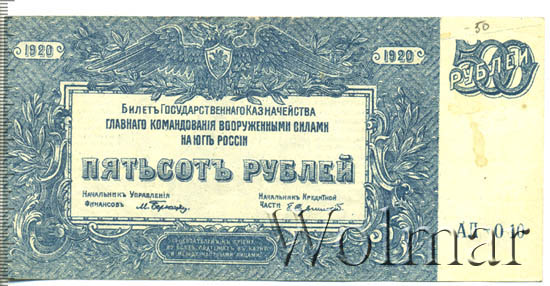 50
1920
1920
500
РУБЛЕЙ
БИЛЕТЪ ГОСУДАРСТВЕННАГО КАЗНАЧЕЙСТВА
ГЛАВНАГО КОМАНДОВАНІЯ ВООРУЖЕННЫМИ СИЛАМИ
НА ЮГѢ РОССІИ
ПЯТЬСОТЪ РУБЛЕЙ
НАЧАЛЬНИКЪ УПРАВЛЕНІЯ
ФИНАНСОВЪ
НАЧАЛЬНИКЪ КРЕДИТНОЙ
ЧАСТИ
Wolmar